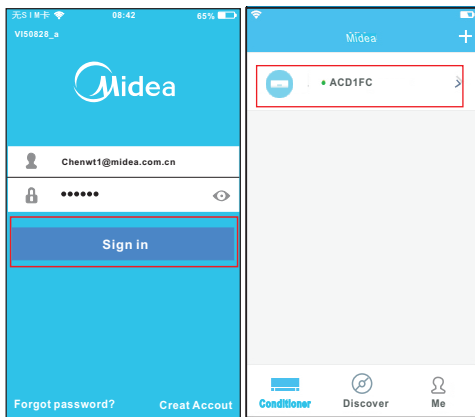 无SIM卡 08:42 65%
VI50828_a
Midea
Chenwt1@midea.com.cn
••••••
Sign in
Forgot password? Creat Accout
Midea
+
ACD1FC
Conditioner Discover Me